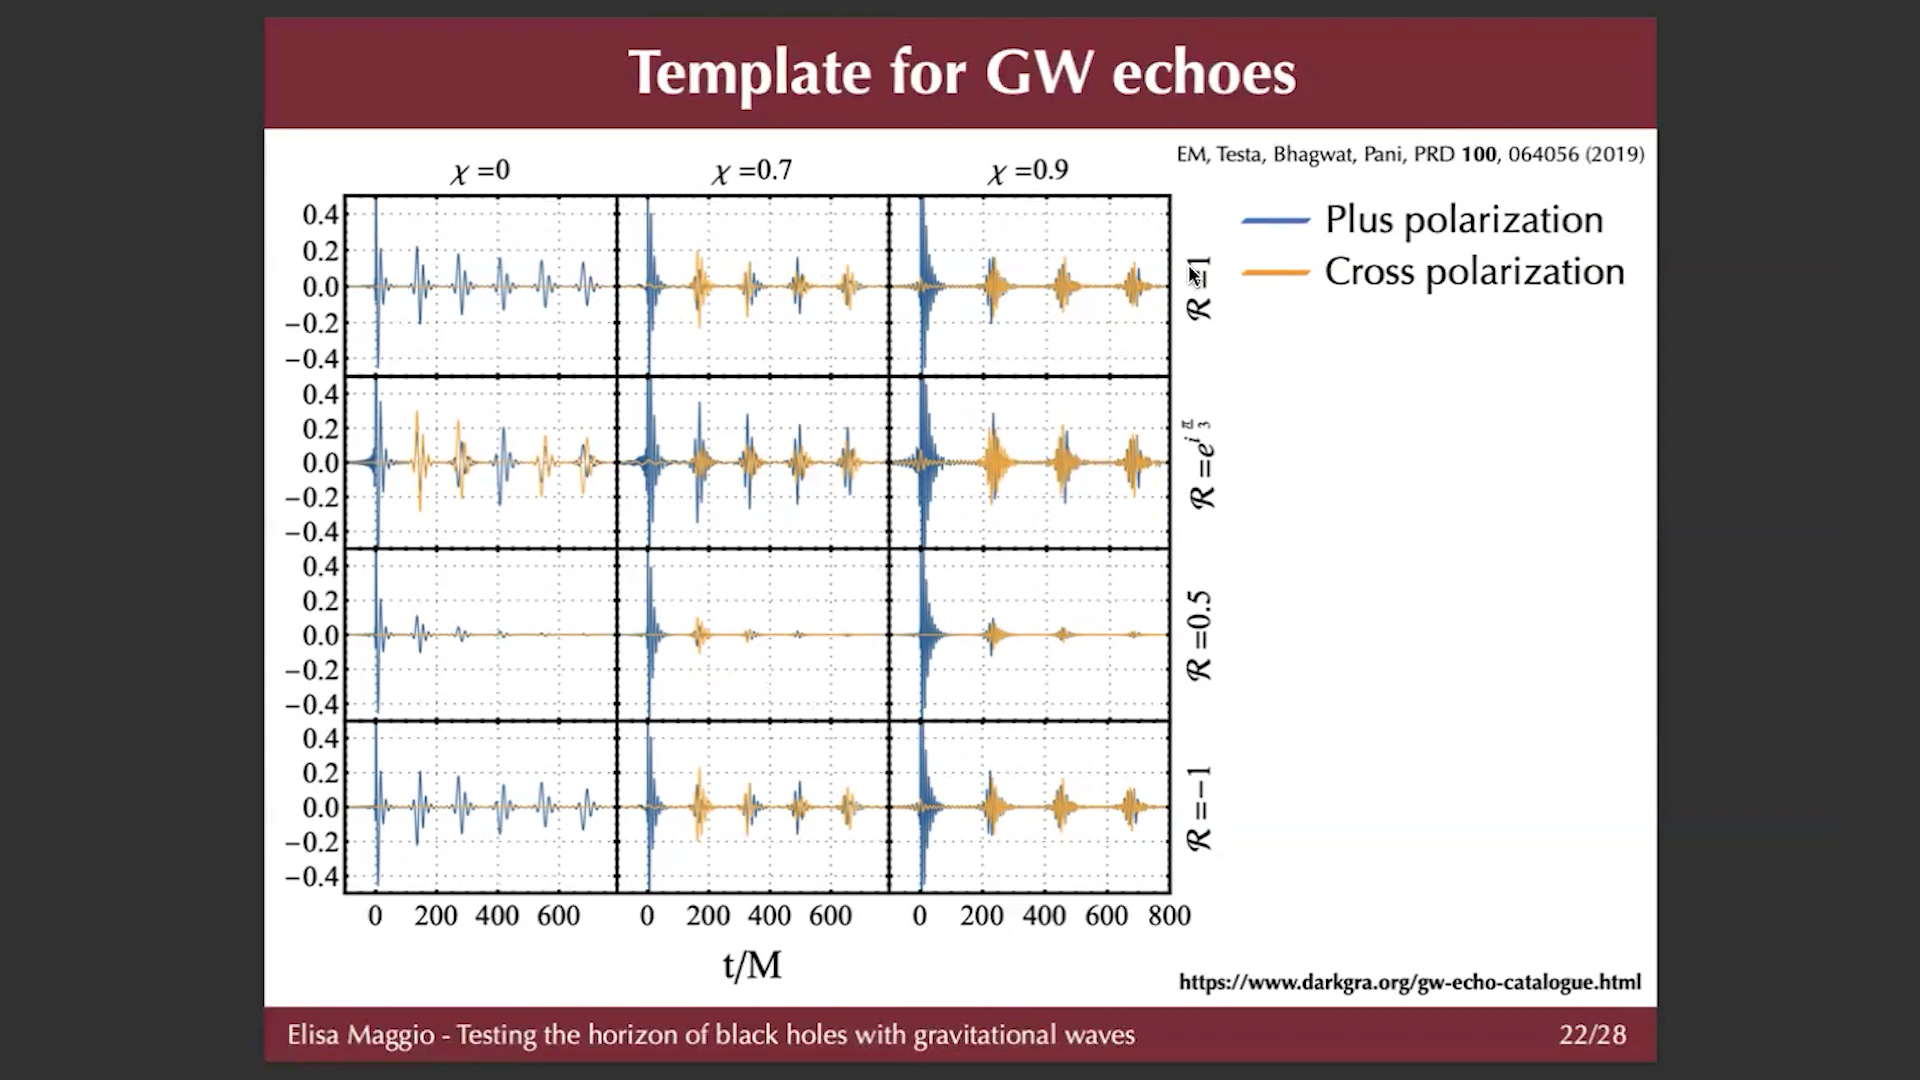 Template for GW echoes
EM, Testa, Bhagwat, Pani, PRD 100, 064056 (2019)
χ =0 χ =0.7 χ =0.9
Plus polarization
Cross polarization
0.4
0.2
0.0
−0.2
−0.4
ℛ =1
0.4
0.2
0.0
−0.2
−0.4
ℛ =e^{i π/3}
0.4
0.2
0.0
−0.2
−0.4
ℛ =0.5
0.4
0.2
0.0
−0.2
−0.4
ℛ =−1
0 200 400 600 0 200 400 600 0 200 400 600 800
t/M
https://www.darkgra.org/gw-echo-catalogue.html
Elisa Maggio - Testing the horizon of black holes with gravitational waves 22/28